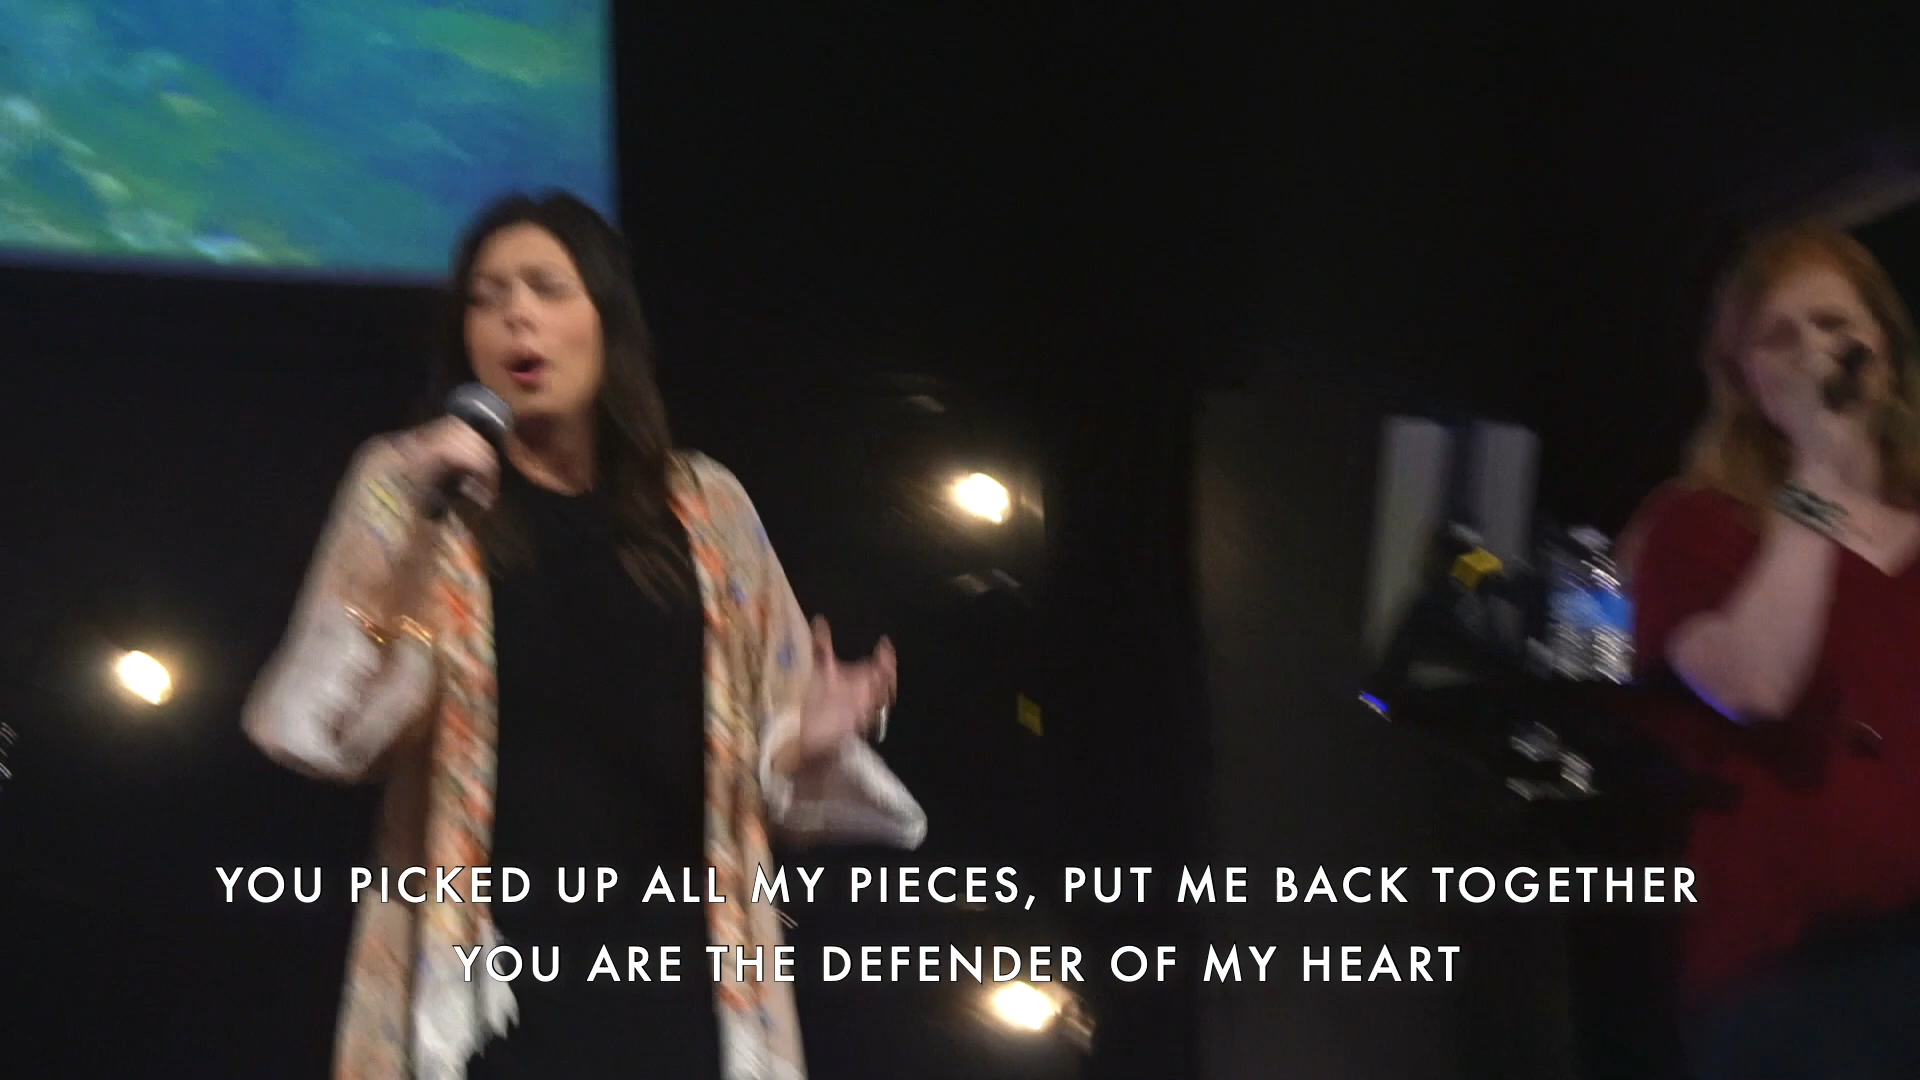 YOU PICKED UP ALL MY PIECES, PUT ME BACK TOGETHER
YOU ARE THE DEFENDER OF MY HEART